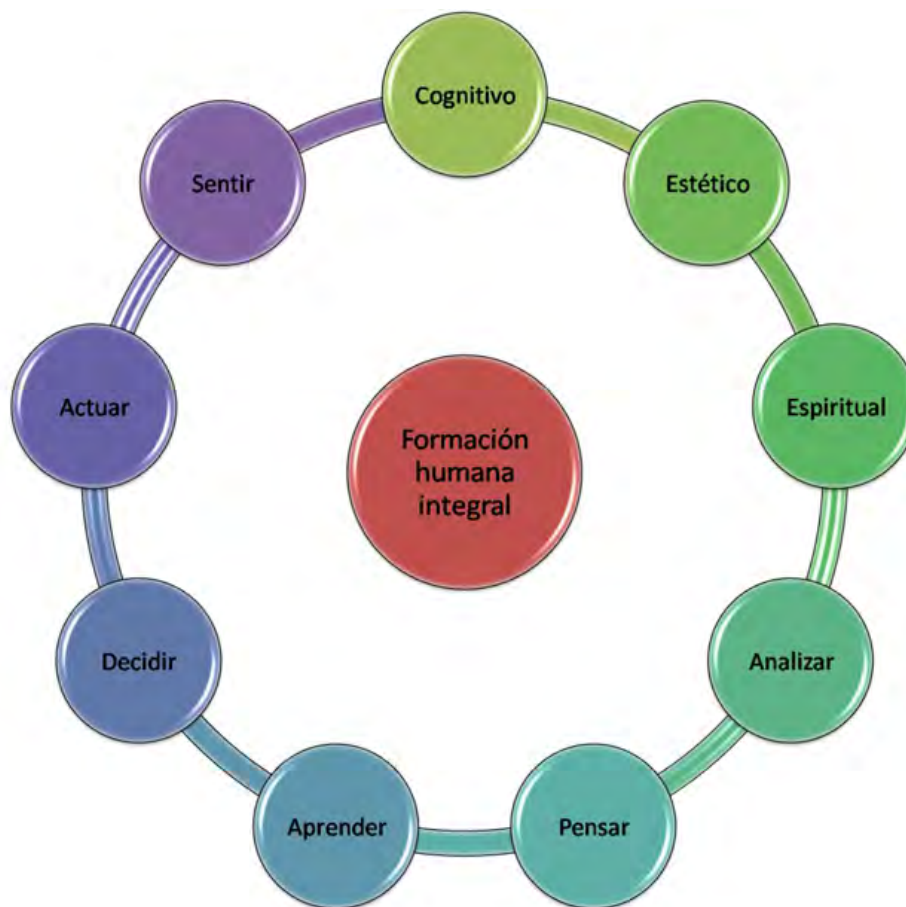 Cognitivo
Estético
Espiritual
Analizar
Pensar
Aprender
Decidir
Actuar
Sentir
Formación
humana
integral